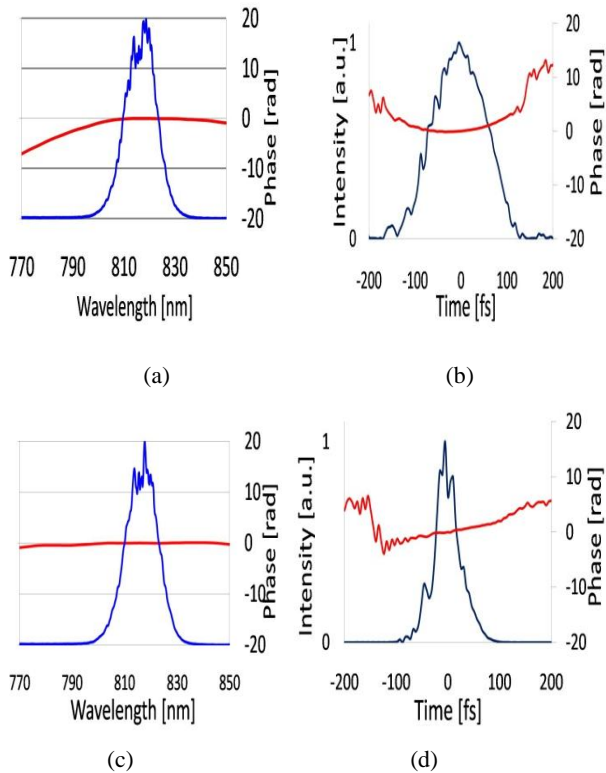 20
10
0
-10
-20
Phase [rad]
770 790 810 830 850
Wavelength [nm]
(a)
1
0
Intensity [a.u.]
20
10
0
-10
-20
Phase [rad]
-200 -100 0 100 200
Time [fs]
(b)
20
10
0
-10
-20
Phase [rad]
770 790 810 830 850
Wavelength [nm]
(c)
1
0
Intensity [a.u.]
20
10
0
-10
-20
Phase [rad]
-200 -100 0 100 200
Time [fs]
(d)